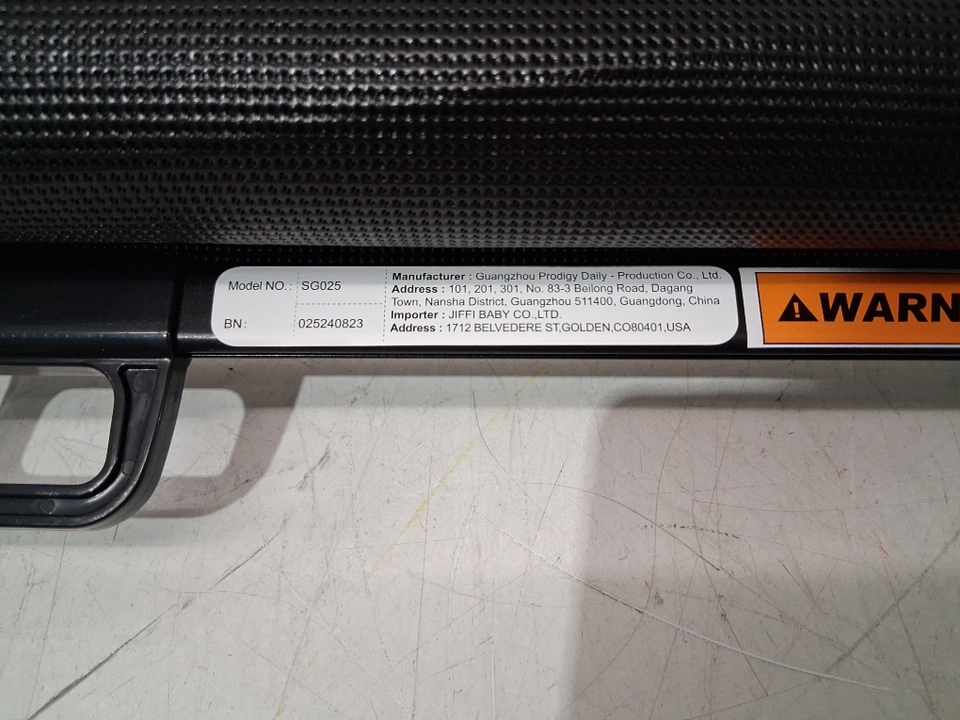 Model NO.: SG025
BN: 025240823
Manufacturer : Guangzhou Prodigy Daily - Production Co., Ltd.
Address : 101, 201, 301, No. 83-3 Beilong Road, Dagang
Town, Nansha District, Guangzhou 511400, Guangdong, China
Importer : JIFFI BABY CO.,LTD.
Address : 1712 BELVEDERE ST,GOLDEN,CO80401,USA
WARN